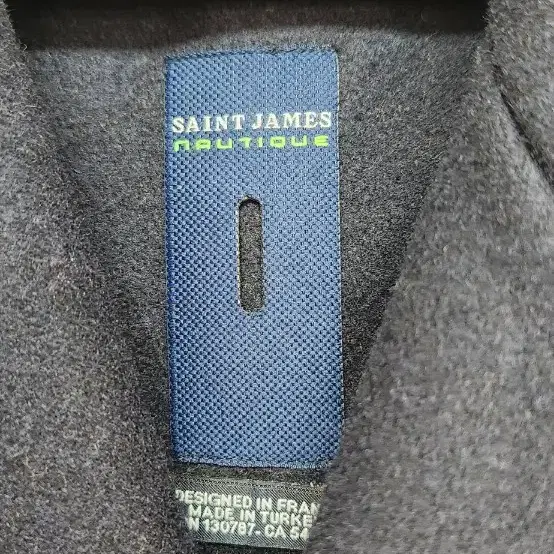 SAINT JAMES
NAUTIQUE
DESIGNED IN FRAN
MADE IN TURKE
N 130787-CA 54